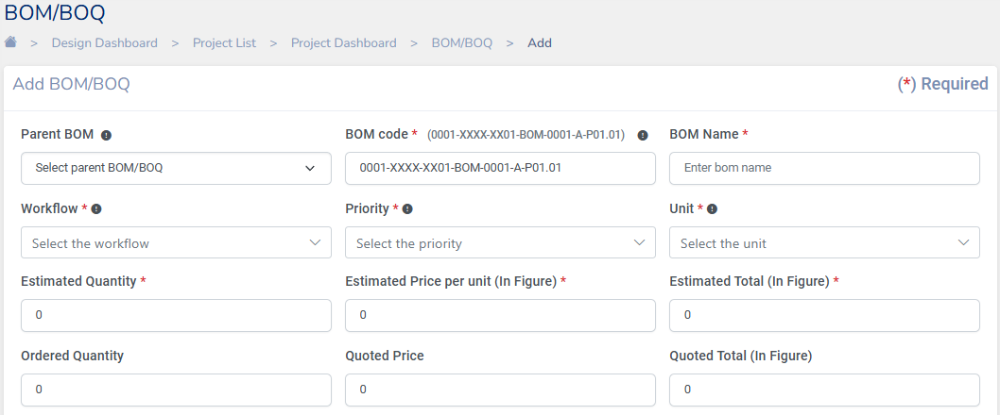 BOM/BOQ
> Design Dashboard > Project List > Project Dashboard > BOM/BOQ > Add
Add BOM/BOQ (*) Required
Parent BOM BOM code * (0001-XXXX-XX01-BOM-0001-A-P01.01) BOM Name *
Select parent BOM/BOQ 0001-XXXX-XX01-BOM-0001-A-P01.01 Enter bom name
Workflow * Priority * Unit *
Select the workflow Select the priority Select the unit
Estimated Quantity * Estimated Price per unit (In Figure) * Estimated Total (In Figure) *
0 0 0
Ordered Quantity Quoted Price Quoted Total (In Figure)
0 0 0